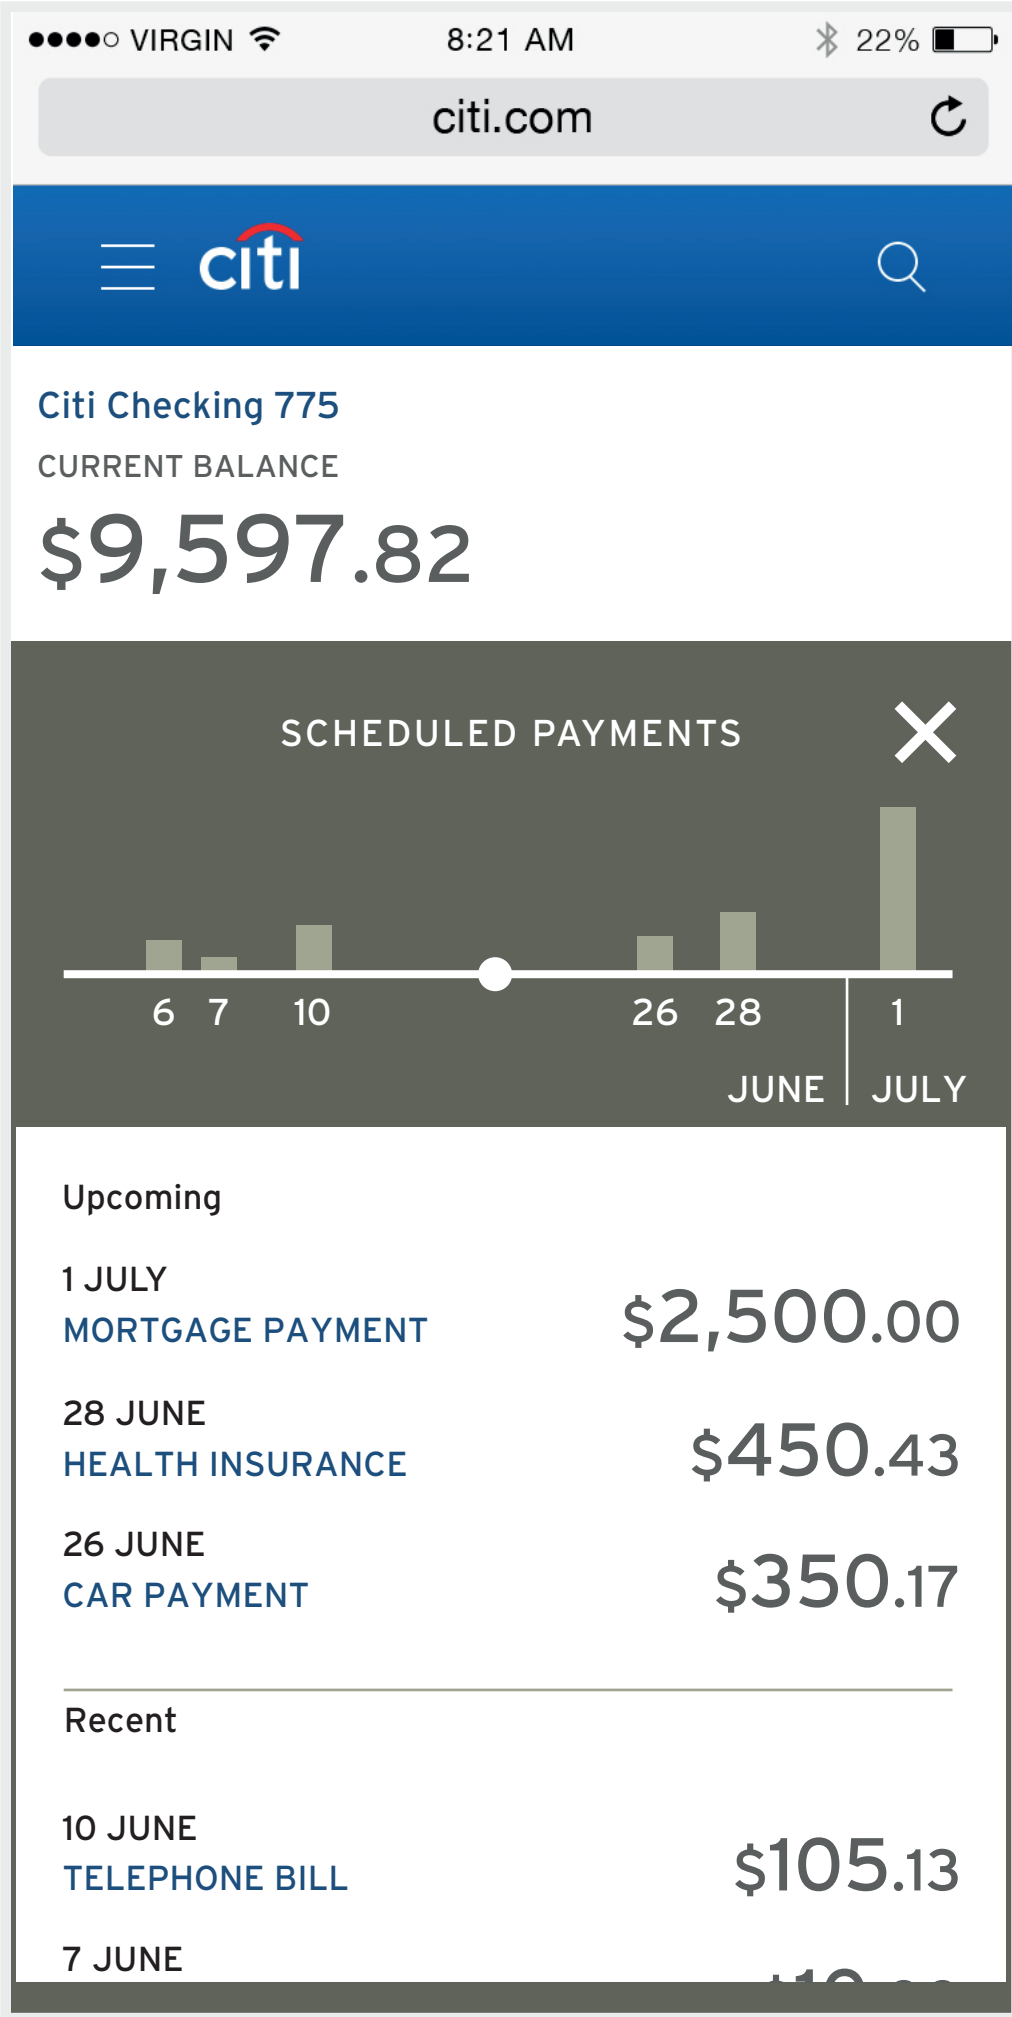 VIRGIN 8:21 AM 22%
citi.com
citi
Citi Checking 775
CURRENT BALANCE
$9,597.82
SCHEDULED PAYMENTS
6 7 10 26 28 1
JUNE JULY
Upcoming
1 JULY
MORTGAGE PAYMENT $2,500.00
28 JUNE
HEALTH INSURANCE $450.43
26 JUNE
CAR PAYMENT $350.17
Recent
10 JUNE
TELEPHONE BILL $105.13
7 JUNE